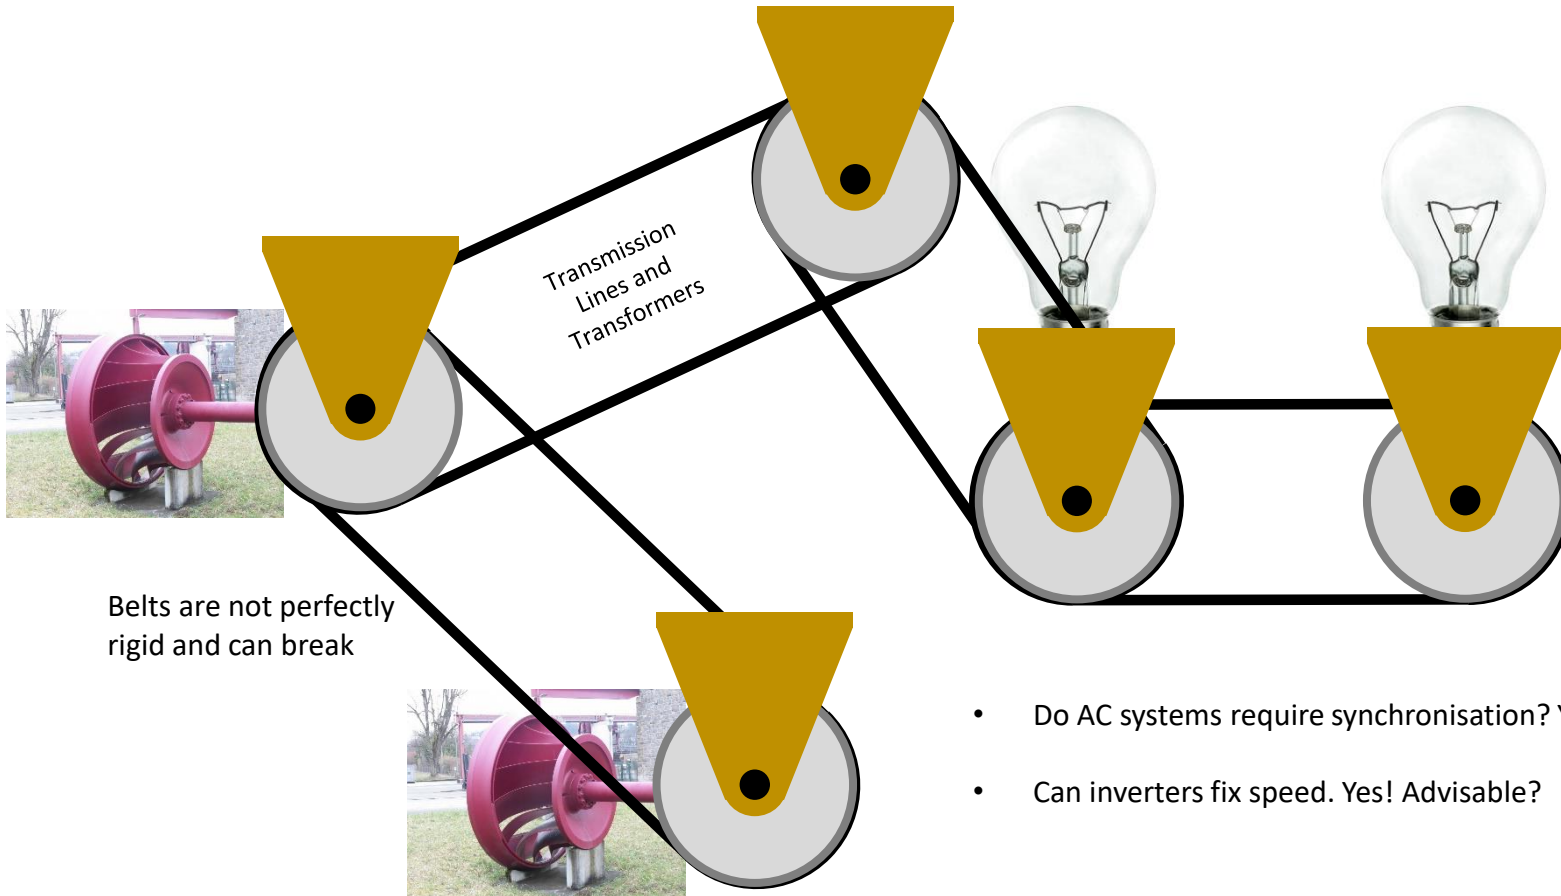 Transmission
Lines and
Transformers
Belts are not perfectly
rigid and can break
• Do AC systems require synchronisation?
• Can inverters fix speed. Yes! Advisable?